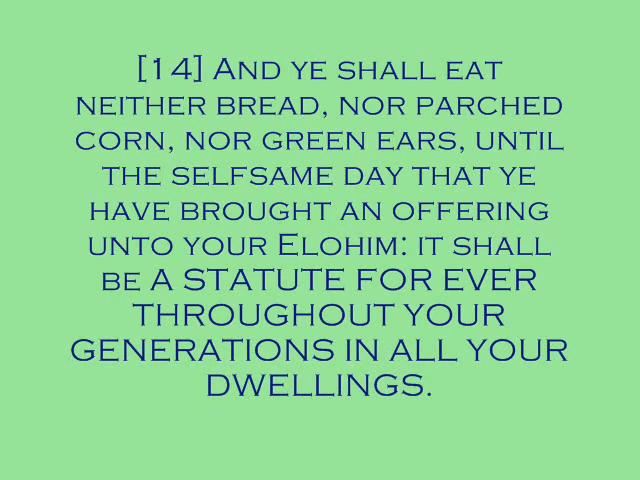 [14] And ye shall eat
neither bread, nor parched
corn, nor green ears, until
the selfsame day that ye
have brought an offering
unto your Elohim: it shall
be A STATUTE FOR EVER
THROUGHOUT YOUR
GENERATIONS IN ALL YOUR
DWELLINGS.